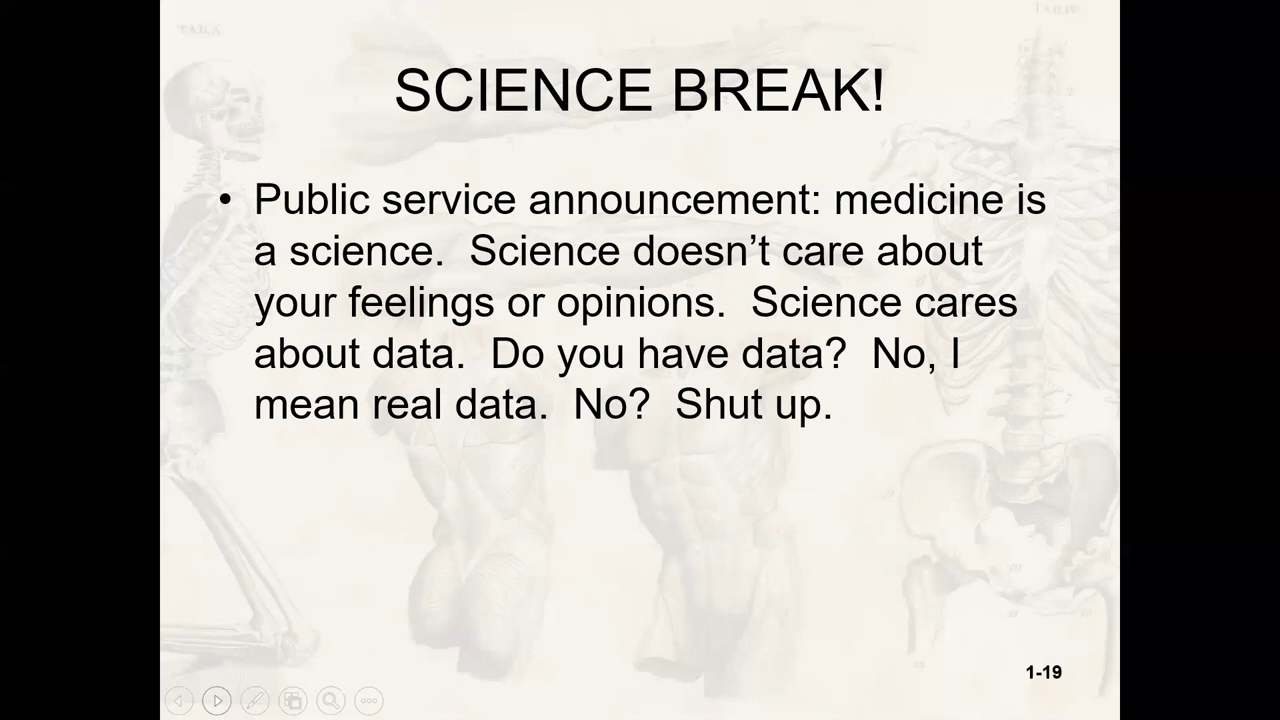 SCIENCE BREAK!
• Public service announcement: medicine is
a science.  Science doesn’t care about
your feelings or opinions.  Science cares
about data.  Do you have data?  No, I
mean real data.  No?  Shut up.
1-19